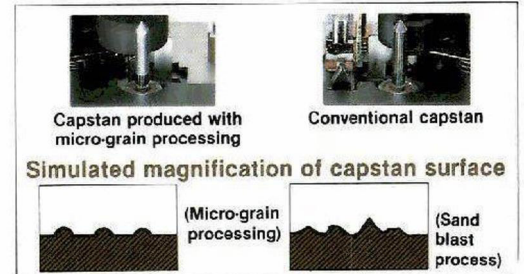 Capstan produced with
micro-grain processing
Conventional capstan
Simulated magnification of capstan surface
(Micro-grain
processing)
(Sand
blast
process)